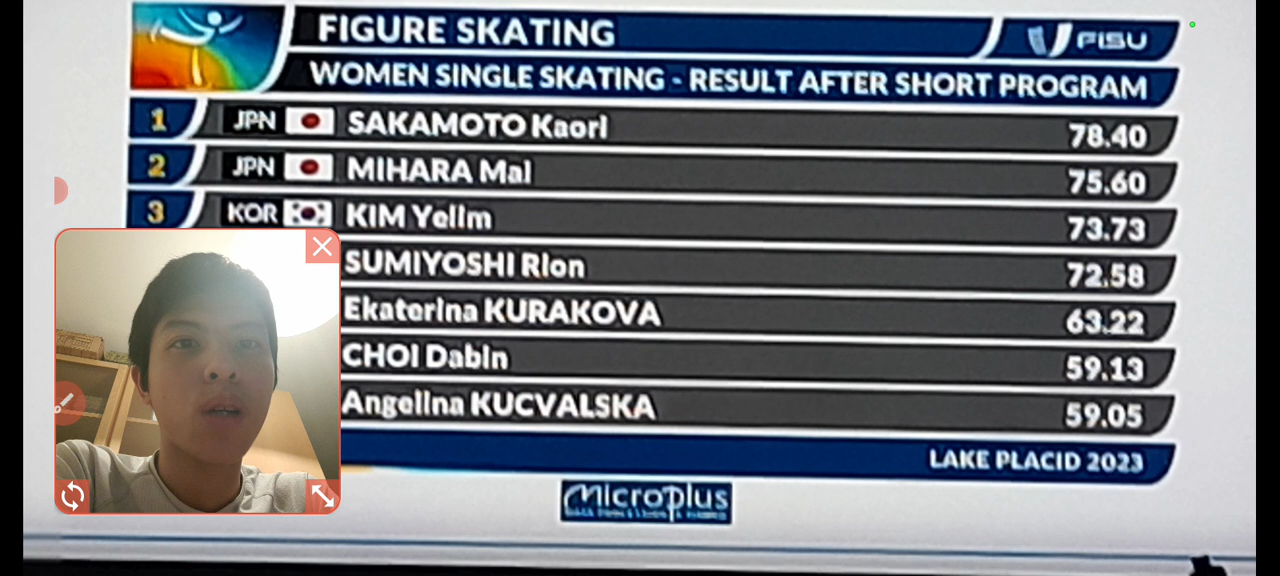 FIGURE SKATING
FISU
WOMEN SINGLE SKATING - RESULT AFTER SHORT PROGRAM
1 JPN SAKAMOTO Kaori 78.40
2 JPN MIHARA Mai 75.60
3 KOR KIM Yelim 73.73
SUMIYOSHI Rion 72.58
Ekaterina KURAKOVA 63.22
CHOI Dabin 59.13
Angelina KUCVALSKA 59.05
LAKE PLACID 2023
Microplus